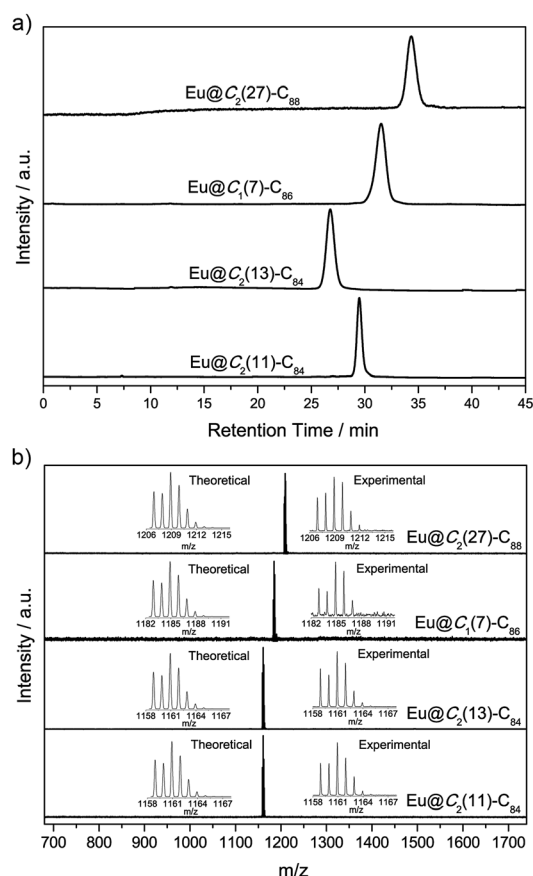 a)
Intensity / a.u.
Eu@C₂(27)-C₈₈
Eu@C₁(7)-C₈₆
Eu@C₂(13)-C₈₄
Eu@C₂(11)-C₈₄
0 5 10 15 20 25 30 35 40 45
Retention Time / min
b)
Intensity / a.u.
Theoretical Experimental
1206 1209 1212 1215 1206 1209 1212 1215
m/z m/z
Eu@C₂(27)-C₈₈
Theoretical Experimental
1182 1185 1188 1191 1182 1185 1188 1191
m/z m/z
Eu@C₁(7)-C₈₆
Theoretical Experimental
1158 1161 1164 1167 1158 1161 1164 1167
m/z m/z
Eu@C₂(13)-C₈₄
Theoretical Experimental
1158 1161 1164 1167 1158 1161 1164 1167
m/z m/z
Eu@C₂(11)-C₈₄
700 800 900 1000 1100 1200 1300 1400 1500 1600 1700
m/z